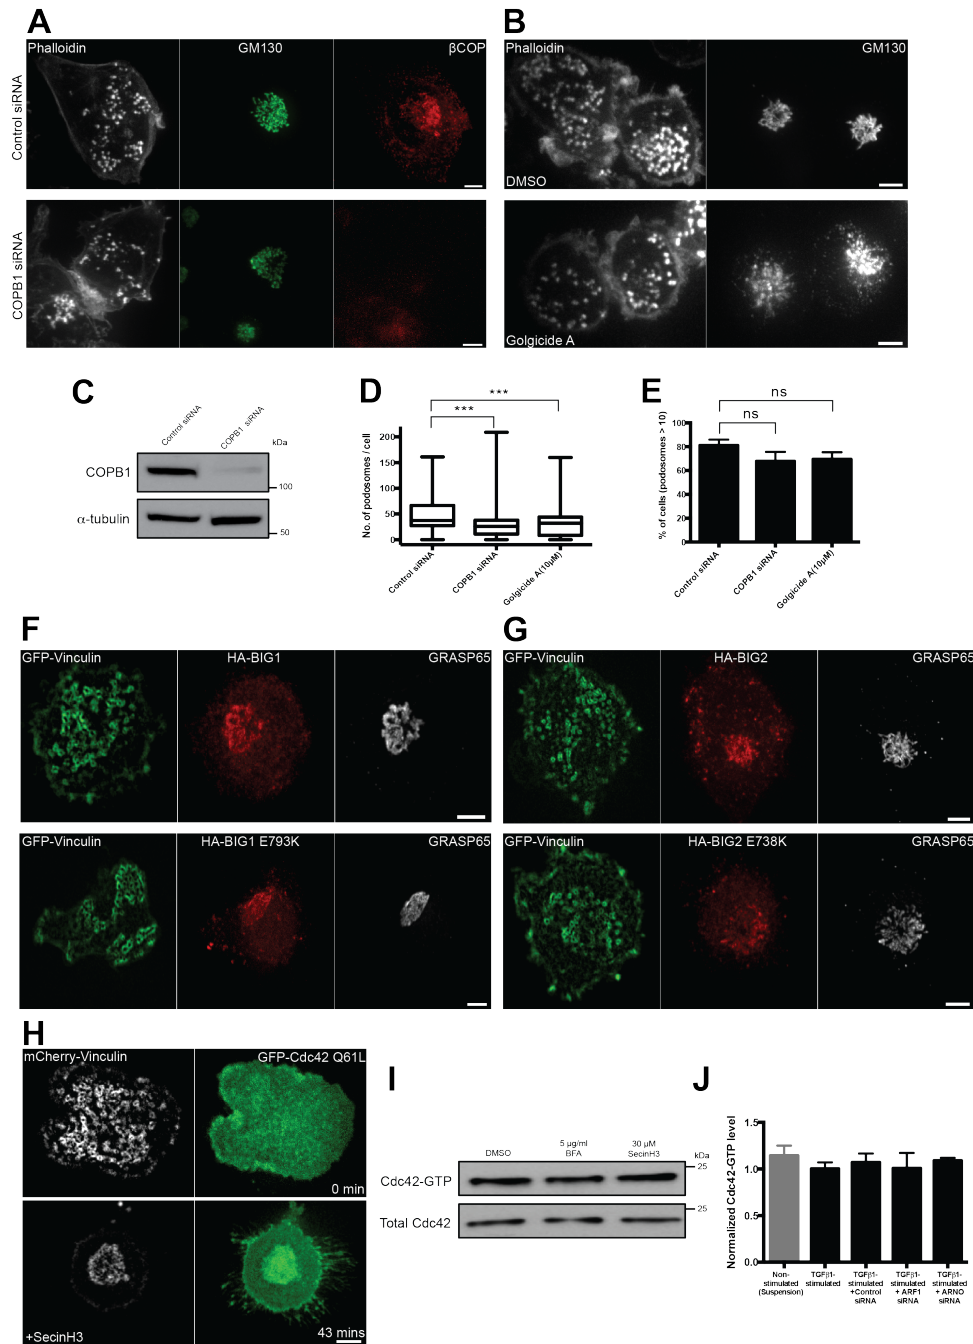 A
Phalloidin GM130 βCOP
Control siRNA
COPB1 siRNA
B
Phalloidin GM130
DMSO
Golgicide A
C
Control siRNA COPB1 siRNA kDa
COPB1
100
α-tubulin
50
D
***
***
No. of podosomes / cell
200
150
100
50
0
Control siRNA COPB1 siRNA Golgicide A(10µM)
E
ns
ns
% of cells (podosomes > 10)
100
80
60
40
20
0
Control siRNA COPB1 siRNA Golgicide A(10µM)
F
GFP-Vinculin HA-BIG1 GRASP65
GFP-Vinculin HA-BIG1 E793K GRASP65
G
GFP-Vinculin HA-BIG2 GRASP65
GFP-Vinculin HA-BIG2 E738K GRASP65
H
mCherry-Vinculin GFP-Cdc42 Q61L
0 min
+SecinH3 43 mins
I
DMSO 5 µg/ml BFA 30 µM SecinH3 kDa
Cdc42-GTP
25
Total Cdc42
25
J
Normalized Cdc42-GTP level
1.5
1.0
0.5
0.0
Non-stimulated (Suspension)
TGFβ1-stimulated
TGFβ1-stimulated +Control siRNA
TGFβ1-stimulated + ARF1 siRNA
TGFβ1-stimulated + ARNO siRNA